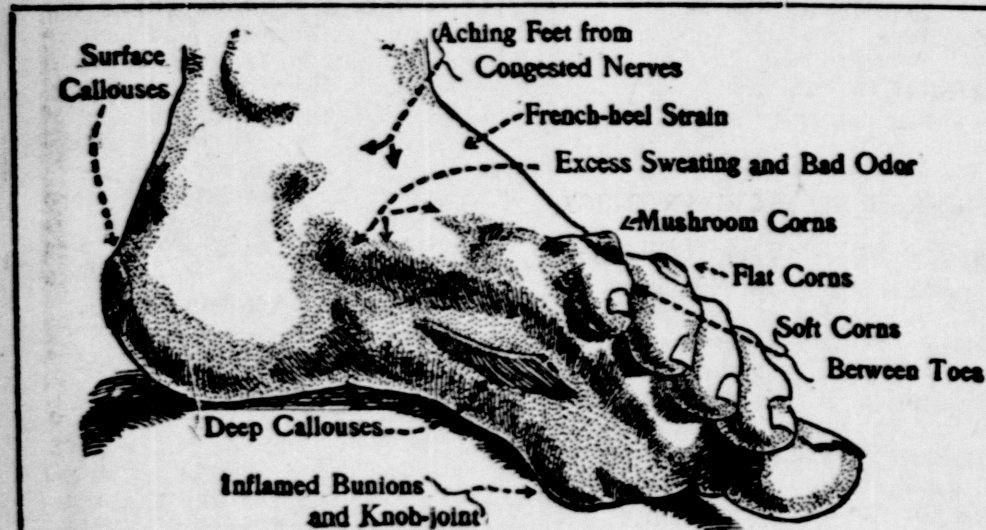 Surface
Callouses
Aching Feet from
Congested Nerves
French-heel Strain
Excess Sweating and Bad Odor
Mushroom Corns
Flat Corns
Soft Corns
Between Toes
Deep Callouses
Inflamed Bunions
and Knob-joint